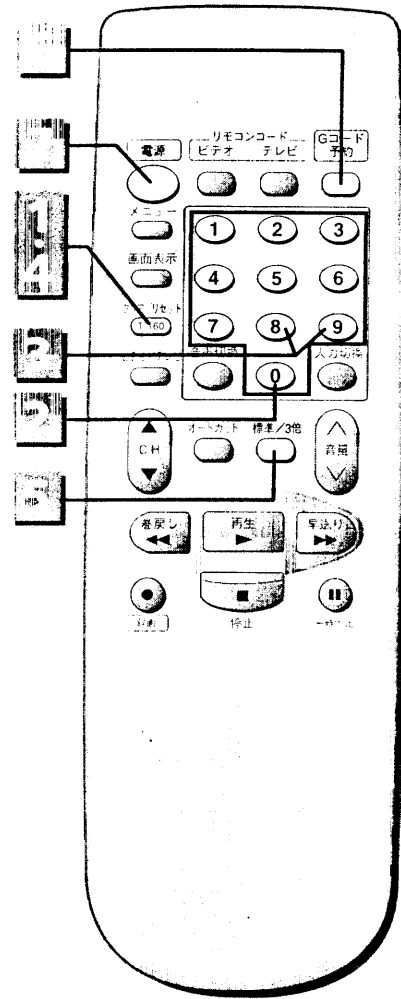 リモコンコード
Gコード
予約
電源
ビデオ
テレビ
メニュー
1
2
3
画面表示
4
5
6
リセット
7
8
9
入力切換
0
▲
CH
▼
オートカット
標準/3倍
音量
巻戻し
◀◀
再生
▶
早送り
▶▶
●
■
停止
録画